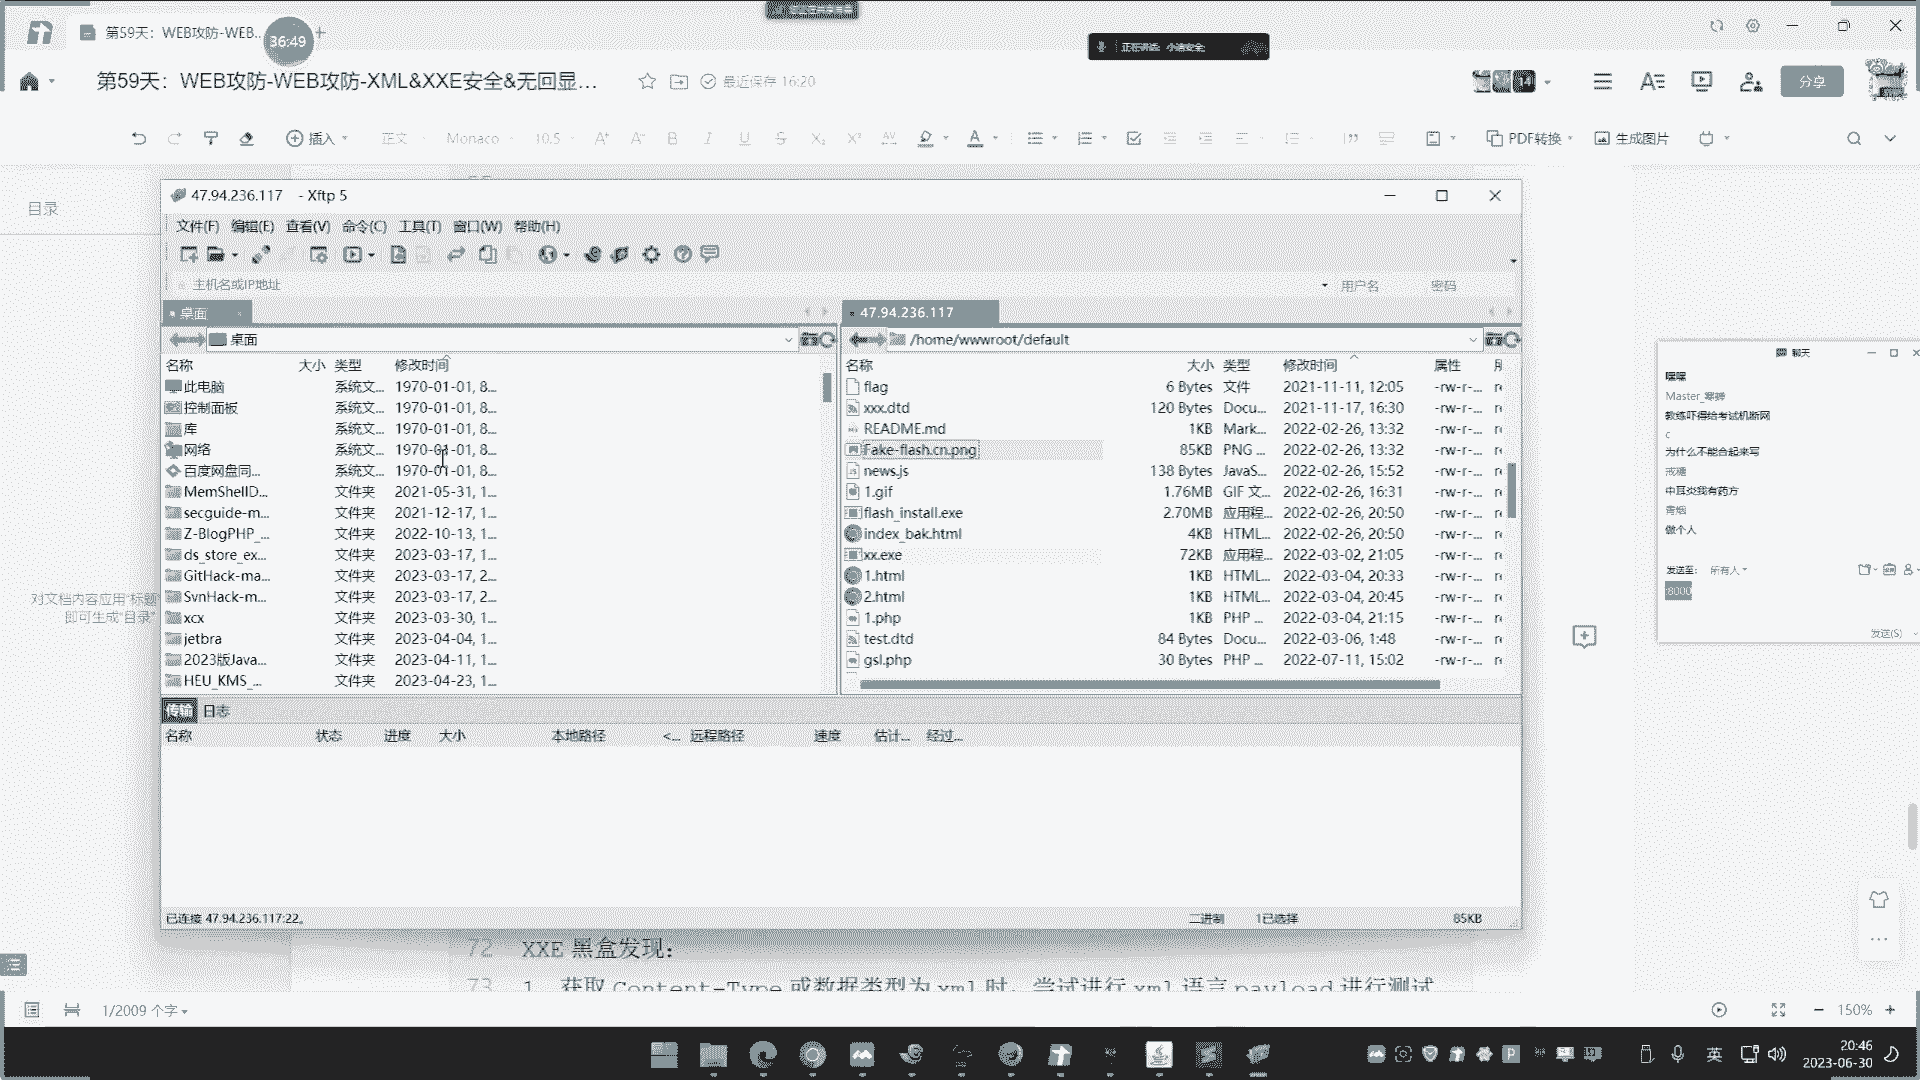 第59天：WEB攻防-WEB..
36:49
正在讲话: 小迪安全
第59天：WEB攻防-WEB攻防-XML&XXE安全&无回显...
最近保存 16:20
14
分享
插入 正文 Monaco 10.5 PDF转换 生成图片
目录
47.94.236.117 - Xftp 5
文件(F) 编辑(E) 查看(V) 命令(C) 工具(T) 窗口(W) 帮助(H)
主机名或IP地址 用户名 密码
桌面
47.94.236.117
桌面
/home/wwwroot/default
名称 大小 类型 修改时间
此电脑 系统文... 1970-01-01, 8...
控制面板 系统文... 1970-01-01, 8...
库 系统文... 1970-01-01, 8...
网络 系统文... 1970-01-01, 8...
百度网盘同... 系统文... 1970-01-01, 8...
MemShellD... 文件夹 2021-05-31, 1...
secguide-m... 文件夹 2021-12-17, 1...
Z-BlogPHP_... 文件夹 2022-10-13, 1...
ds_store_ex... 文件夹 2023-03-17, 1...
GitHack-ma... 文件夹 2023-03-17, 2...
SvnHack-m... 文件夹 2023-03-17, 2...
xcx 文件夹 2023-03-30, 1...
jetbra 文件夹 2023-04-04, 1...
2023版Java... 文件夹 2023-04-11, 1...
HEU_KMS_... 文件夹 2023-04-23, 1...
名称 大小 类型 修改时间 属性
flag 6 Bytes 文件 2021-11-11, 12:05 -rw-r-...
xxx.dtd 120 Bytes Docu... 2021-11-17, 16:30 -rw-r-...
README.md 1KB Mark... 2022-02-26, 13:32 -rw-r-...
Fake-flash.cn.png 85KB PNG ... 2022-02-26, 13:32 -rw-r-...
news.js 138 Bytes JavaS... 2022-02-26, 15:52 -rw-r-...
1.gif 1.76MB GIF 文... 2022-02-26, 16:31 -rw-r-...
flash_install.exe 2.70MB 应用程... 2022-02-26, 20:50 -rw-r-...
index_bak.html 4KB HTML... 2022-02-26, 20:50 -rw-r-...
xx.exe 72KB 应用程... 2022-03-02, 21:05 -rw-r-...
1.html 1KB HTML... 2022-03-04, 20:33 -rw-r-...
2.html 1KB HTML... 2022-03-04, 20:45 -rw-r-...
1.php 1KB PHP ... 2022-03-04, 21:15 -rw-r-...
test.dtd 84 Bytes Docu... 2022-03-06, 1:48 -rw-r-...
gsl.php 30 Bytes PHP ... 2022-07-11, 15:02 -rw-r-...
传输 日志
名称 状态 进度 大小 本地路径 <... 远程路径 速度 估计... 经过...
已连接 47.94.236.117:22。 二进制 1已选择 85KB
对文档内容应用“标题
即可生成“目录”
聊天
嘿嘿
教练吓得给考试机断网
c
为什么不能合起来写
戒糖
中耳炎我有药方
青烟
做个人
发送至: 所有人
:8000
发送(S)
72 XXE 黑盒发现：
73 1、获取 Content-Type 或数据类型为 xml 时，尝试进行 xml 语言 payload 进行测试
1/2009 个字
150%
英
20:46
2023-06-30